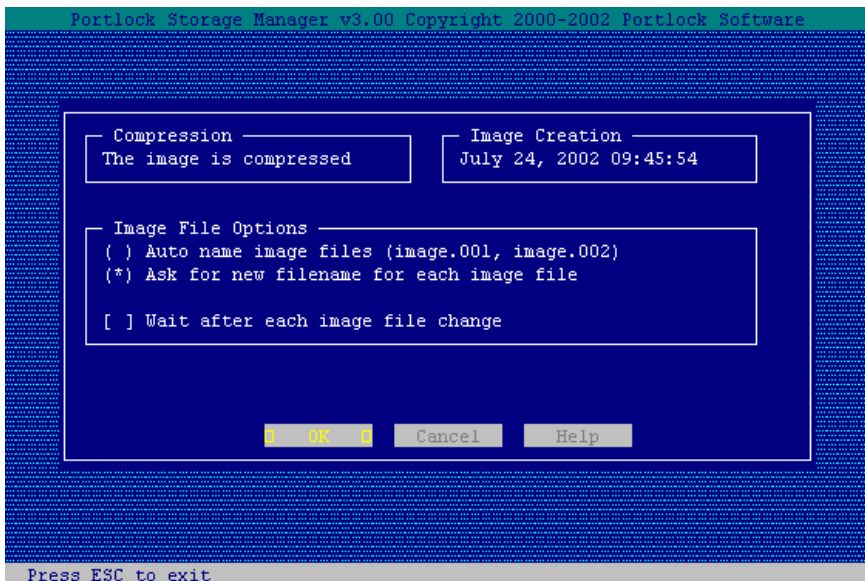 Portlock Storage Manager v3.00 Copyright 2000-2002 Portlock Software
Compression
The image is compressed
Image Creation
July 24, 2002 09:45:54
Image File Options
( ) Auto name image files (image.001, image.002)
(*) Ask for new filename for each image file
[ ] Wait after each image file change
OK Cancel Help
Press ESC to exit